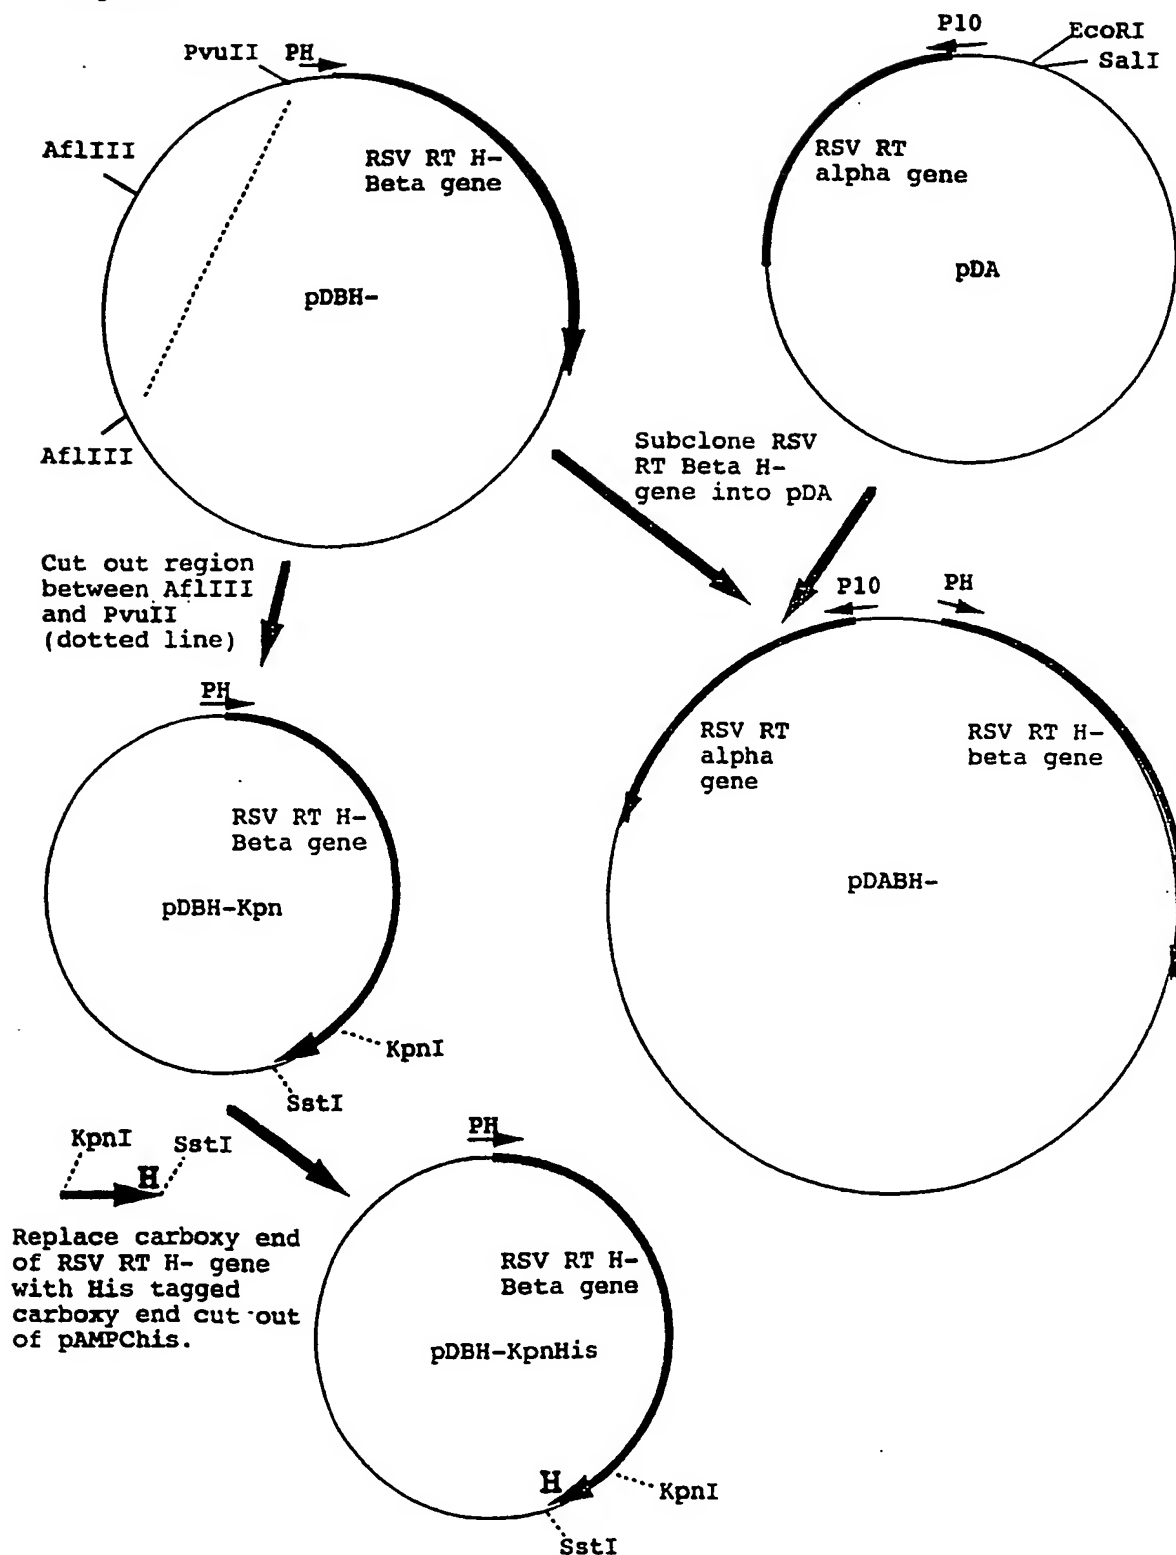 PvuII
PH
AflIII
RSV RT H-
Beta gene
pDBH-
AflIII
P10
EcoRI
SalI
RSV RT
alpha gene
pDA
Subclone RSV
RT Beta H-
gene into pDA
Cut out region
between AflIII
and PvuII
(dotted line)
P10
PH
RSV RT
alpha
gene
RSV RT H-
beta gene
pDABH-
PH
RSV RT H-
Beta gene
pDBH-Kpn
KpnI
SstI
KpnI
SstI
H
Replace carboxy end
of RSV RT H- gene
with His tagged
carboxy end cut out
of pAMPChis.
PH
RSV RT H-
Beta gene
pDBH-KpnHis
H
KpnI
SstI